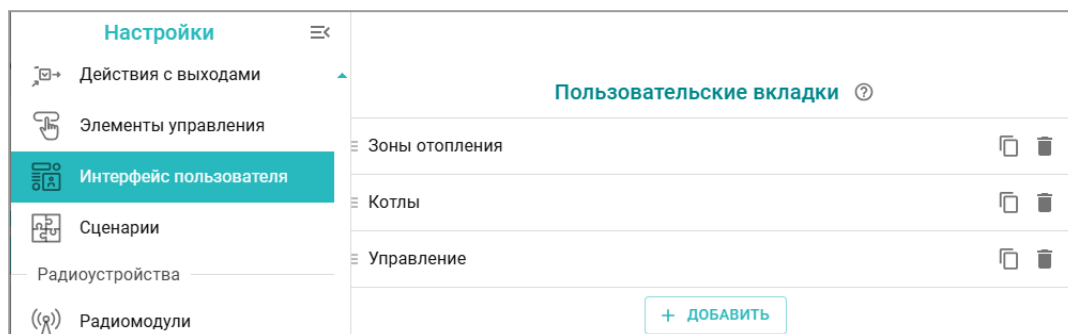 Настройки
Действия с выходами
Элементы управления
Интерфейс пользователя
Сценарии
Радиоустройства
Радиомодули
Пользовательские вкладки
Зоны отопления
Котлы
Управление
+ ДОБАВИТЬ